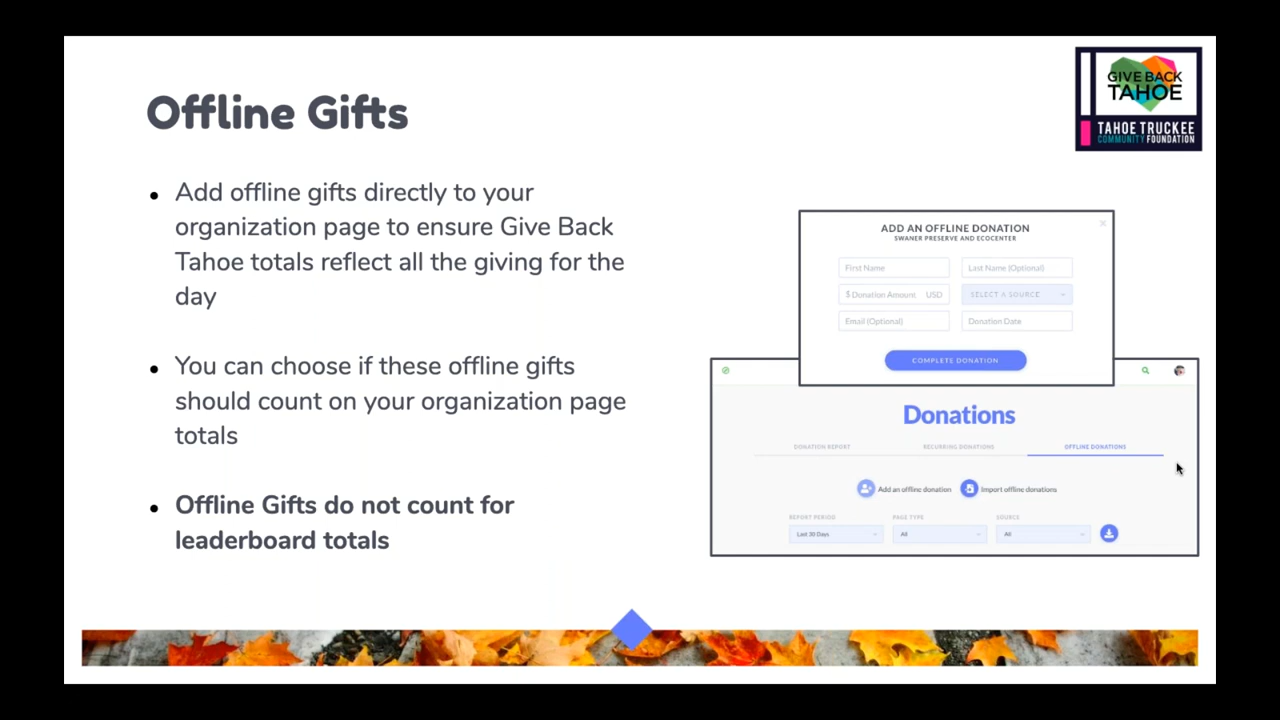 GIVE BACK
TAHOE
TAHOE TRUCKEE
COMMUNITY FOUNDATION
Offline Gifts
Add offline gifts directly to your
organization page to ensure Give Back
Tahoe totals reflect all the giving for the
day
You can choose if these offline gifts
should count on your organization page
totals
Offline Gifts do not count for
leaderboard totals
ADD AN OFFLINE DONATION
SWANER PRESERVE AND ECOCENTER
First Name
Last Name (Optional)
$ Donation Amount USD
SELECT A SOURCE
Email (Optional)
Donation Date
COMPLETE DONATION
Donations
DONATION REPORT
RECURRING DONATIONS
OFFLINE DONATIONS
Add an offline donation
Import offline donations
REPORT PERIOD
PAGE TYPE
SOURCE
Last 30 Days
All
All